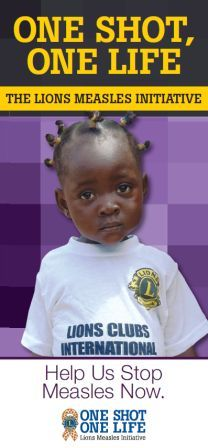 ONE SHOT,
ONE LIFE
THE LIONS MEASLES INITIATIVE
LIONS
L
LIONS CLUBS
INTERNATIONAL
Help Us Stop
Measles Now.
ONE SHOT
ONE LIFE
Lions Measles Initiative